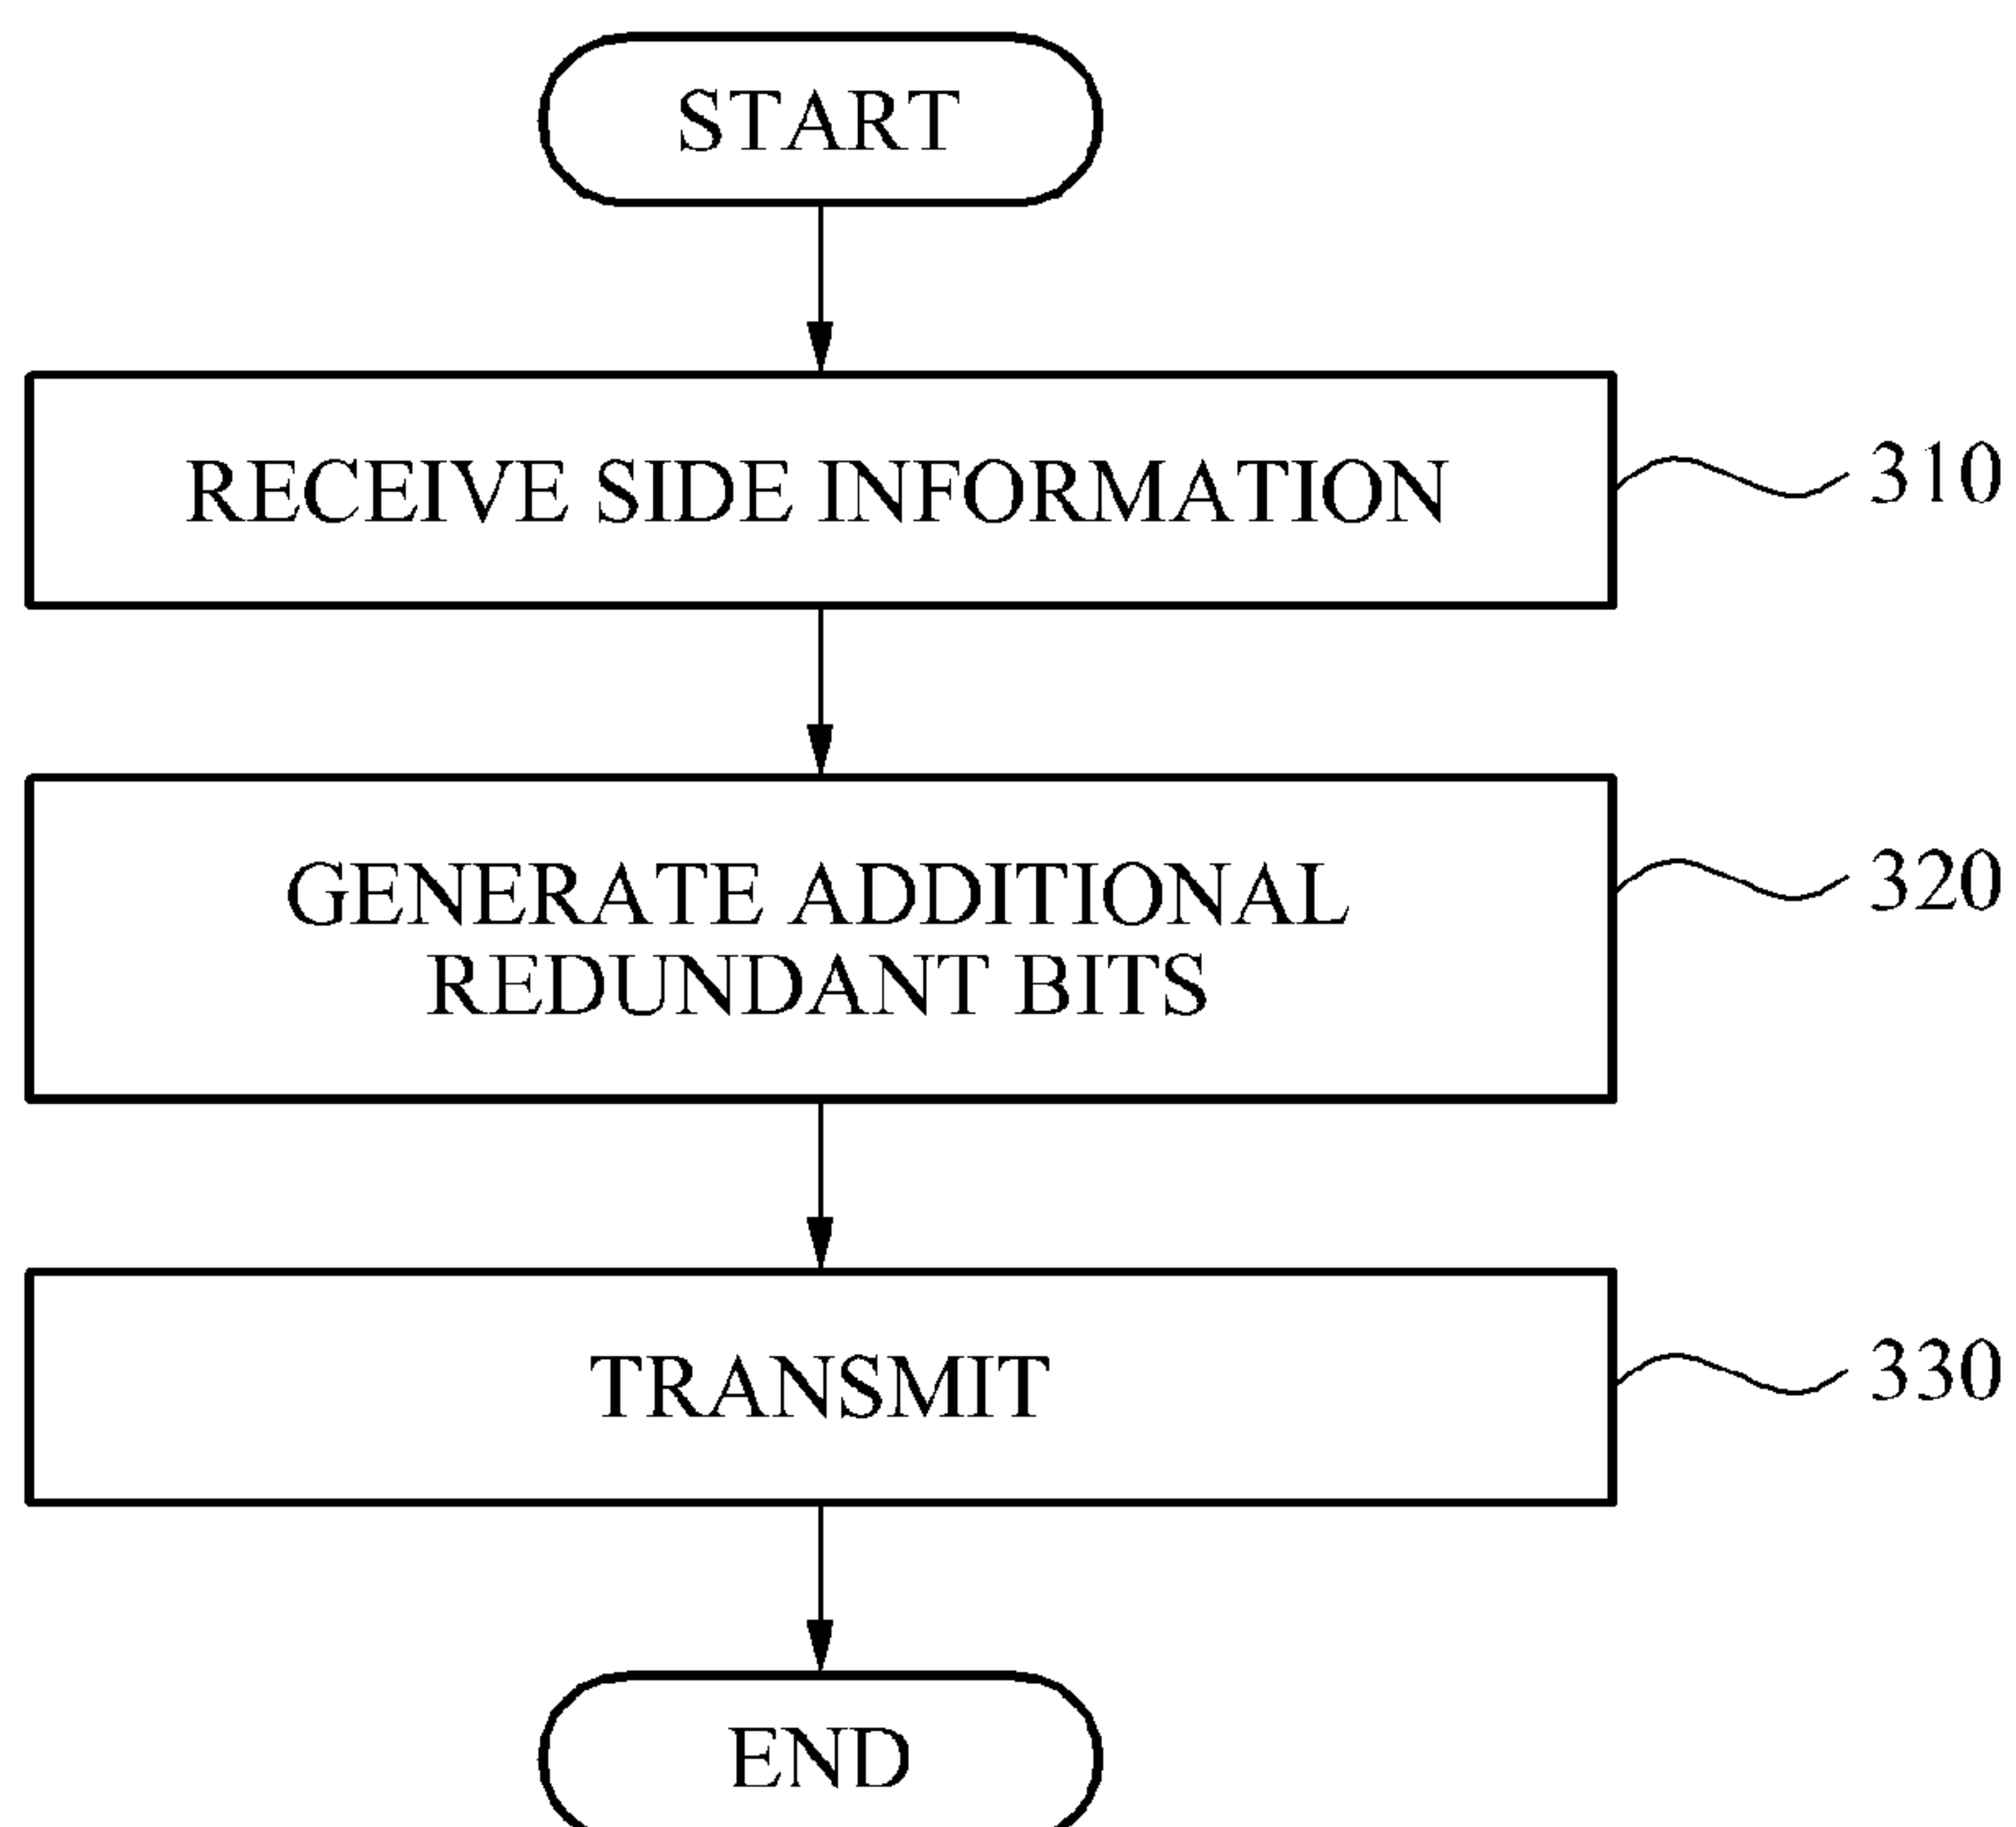 START
RECEIVE SIDE INFORMATION
310
GENERATE ADDITIONAL
REDUNDANT BITS
320
TRANSMIT
330
END